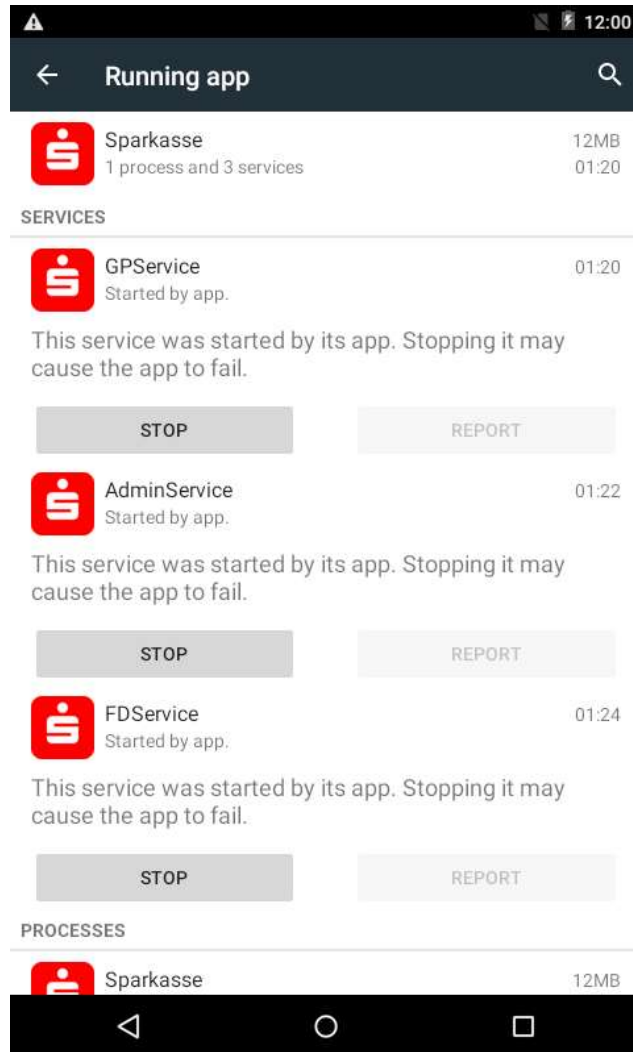 12:00
Running app
Sparkasse 12MB
1 process and 3 services 01:20
SERVICES
GPService 01:20
Started by app.
This service was started by its app. Stopping it may
cause the app to fail.
STOP REPORT
AdminService 01:22
Started by app.
This service was started by its app. Stopping it may
cause the app to fail.
STOP REPORT
FDService 01:24
Started by app.
This service was started by its app. Stopping it may
cause the app to fail.
STOP REPORT
PROCESSES
Sparkasse 12MB